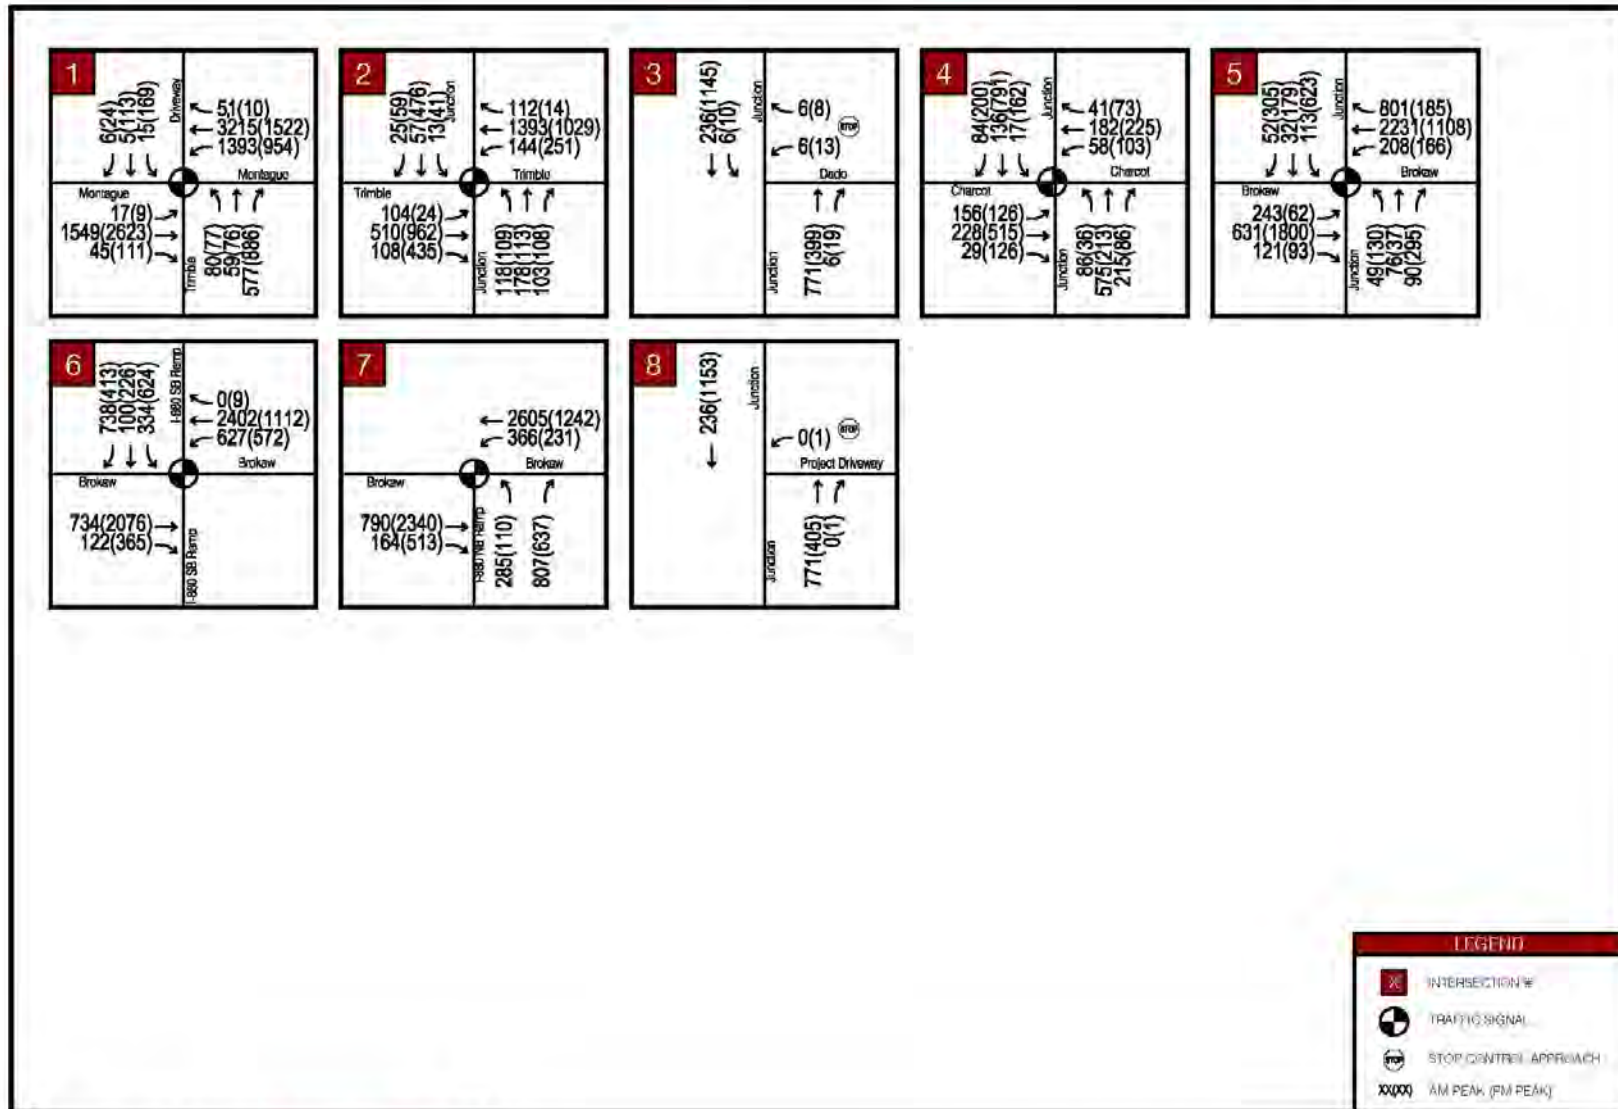 1
6(24)
5(113)
15(169)
Driveway
51(10)
3215(1522)
1393(954)
Montague
Montague
17(9)
1549(2623)
45(111)
Trimble
80(77)
59(76)
577(886)
2
25(59)
57(476)
13(41)
Junction
112(14)
1393(1029)
144(251)
Trimble
Trimble
104(24)
510(962)
108(435)
Junction
118(109)
178(113)
103(108)
3
236(1145)
6(10)
Junction
6(8)
STOP
6(13)
Dado
Junction
771(399)
6(19)
4
84(200)
136(791)
17(162)
Junction
41(73)
182(225)
58(103)
Charcot
Charcot
156(126)
228(515)
29(126)
Junction
86(36)
575(213)
215(86)
5
52(305)
32(179)
113(623)
Junction
801(185)
2231(1108)
208(166)
Brokaw
Brokaw
243(62)
631(1800)
121(93)
Junction
49(130)
76(37)
90(295)
6
738(413)
100(226)
334(624)
I-880 SB Ramp
0(9)
2402(1112)
627(572)
Brokaw
Brokaw
734(2076)
122(365)
I-880 SB Ramp
7
2605(1242)
366(231)
Brokaw
Brokaw
790(2340)
164(513)
I-880 NB Ramp
285(110)
807(637)
8
236(1153)
Junction
0(1)
STOP
Project Driveway
Junction
771(405)
0(1)
LEGEND
X INTERSECTION #
TRAFFIC SIGNAL
STOP STOP CONTROL APPROACH
XX(XX) AM PEAK (PM PEAK)